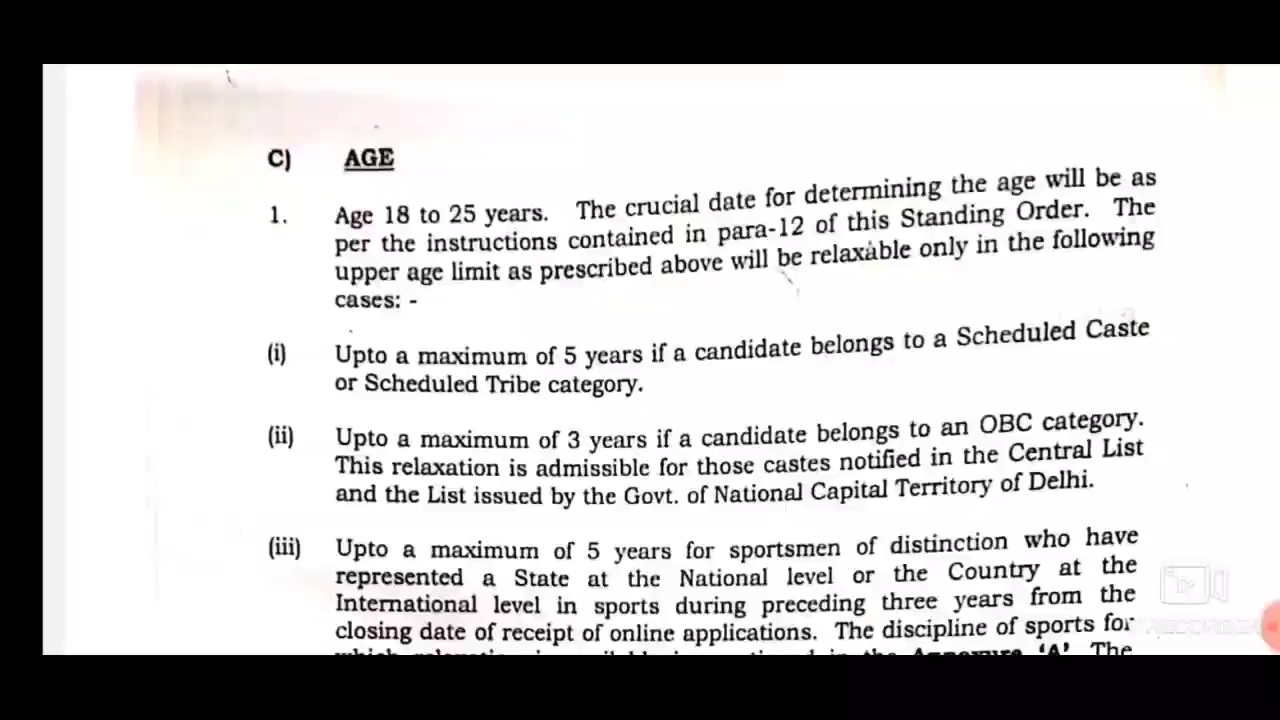 C) AGE
1. Age 18 to 25 years. The crucial date for determining the age will be as
per the instructions contained in para-12 of this Standing Order. The
upper age limit as prescribed above will be relaxable only in the following
cases: -
(i) Upto a maximum of 5 years if a candidate belongs to a Scheduled Caste
or Scheduled Tribe category.
(ii) Upto a maximum of 3 years if a candidate belongs to an OBC category.
This relaxation is admissible for those castes notified in the Central List
and the List issued by the Govt. of National Capital Territory of Delhi.
(iii) Upto a maximum of 5 years for sportsmen of distinction who have
represented a State at the National level or the Country at the
International level in sports during preceding three years from the
closing date of receipt of online applications. The discipline of sports for
the Annexure 'A'. The